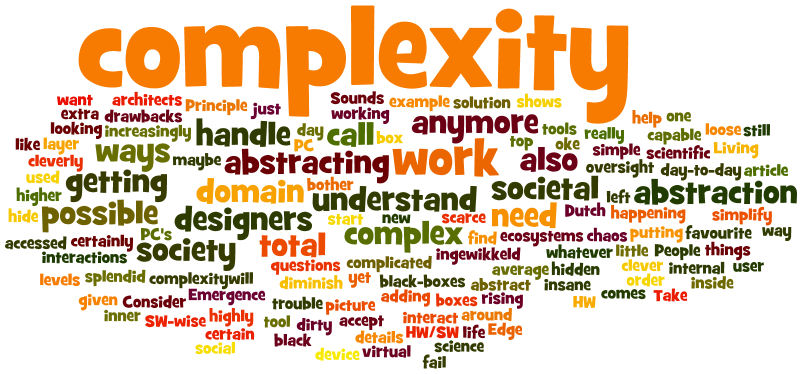 complexity
want architects Principle just Sounds example solution shows
extra drawbacks working help one
looking increasingly handle day call box anymore tools really capable loose still
like layer ways PC top oke simple scientific Living
cleverly maybe abstracting work also oversight day-to-day article
used getting domain bother understand societal left abstraction
higher
hide possible designers start new scarce need Dutch happening simplify
accessed certainly PC's society total complex find ecosystems chaos putting favourite way
interactions questions complicated ingewikkeld whatever little People things
levels splendid complexitywill diminish yet black-boxes average hidden clever internal user
given Consider Emergence trouble picture adding boxes rising abstract insane order inside
inner SW-wise highly tool dirty accept interact around HW comes Take
certain black details HW/SW life Edge
social device virtual science
fail